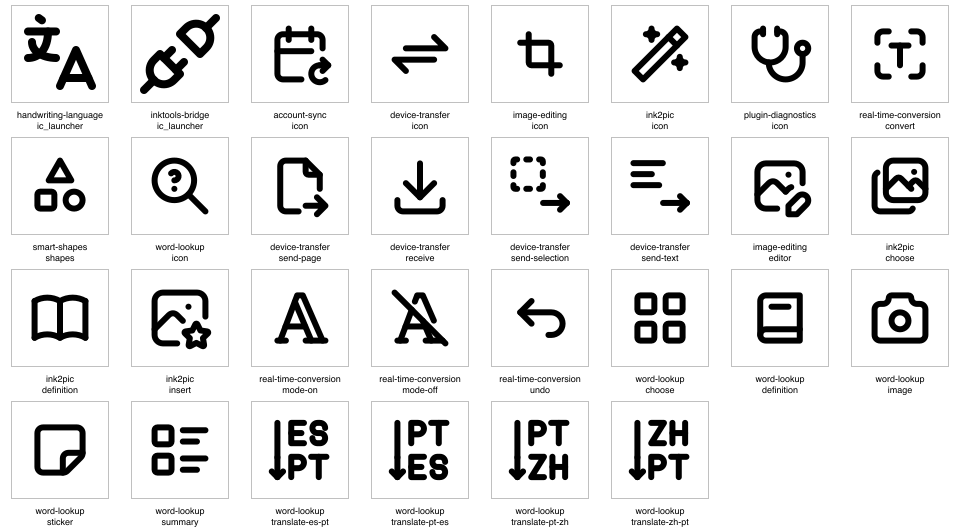 文 A
handwriting-language
ic_launcher
inktools-bridge
ic_launcher
account-sync
icon
device-transfer
icon
image-editing
icon
ink2pic
icon
plugin-diagnostics
icon
T
real-time-conversion
convert
smart-shapes
shapes
?
word-lookup
icon
device-transfer
send-page
device-transfer
receive
device-transfer
send-selection
device-transfer
send-text
image-editing
editor
ink2pic
choose
ink2pic
definition
ink2pic
insert
A
real-time-conversion
mode-on
A
real-time-conversion
mode-off
real-time-conversion
undo
word-lookup
choose
word-lookup
definition
word-lookup
image
word-lookup
sticker
word-lookup
summary
ES
PT
word-lookup
translate-es-pt
PT
ES
word-lookup
translate-pt-es
PT
ZH
word-lookup
translate-pt-zh
ZH
PT
word-lookup
translate-zh-pt